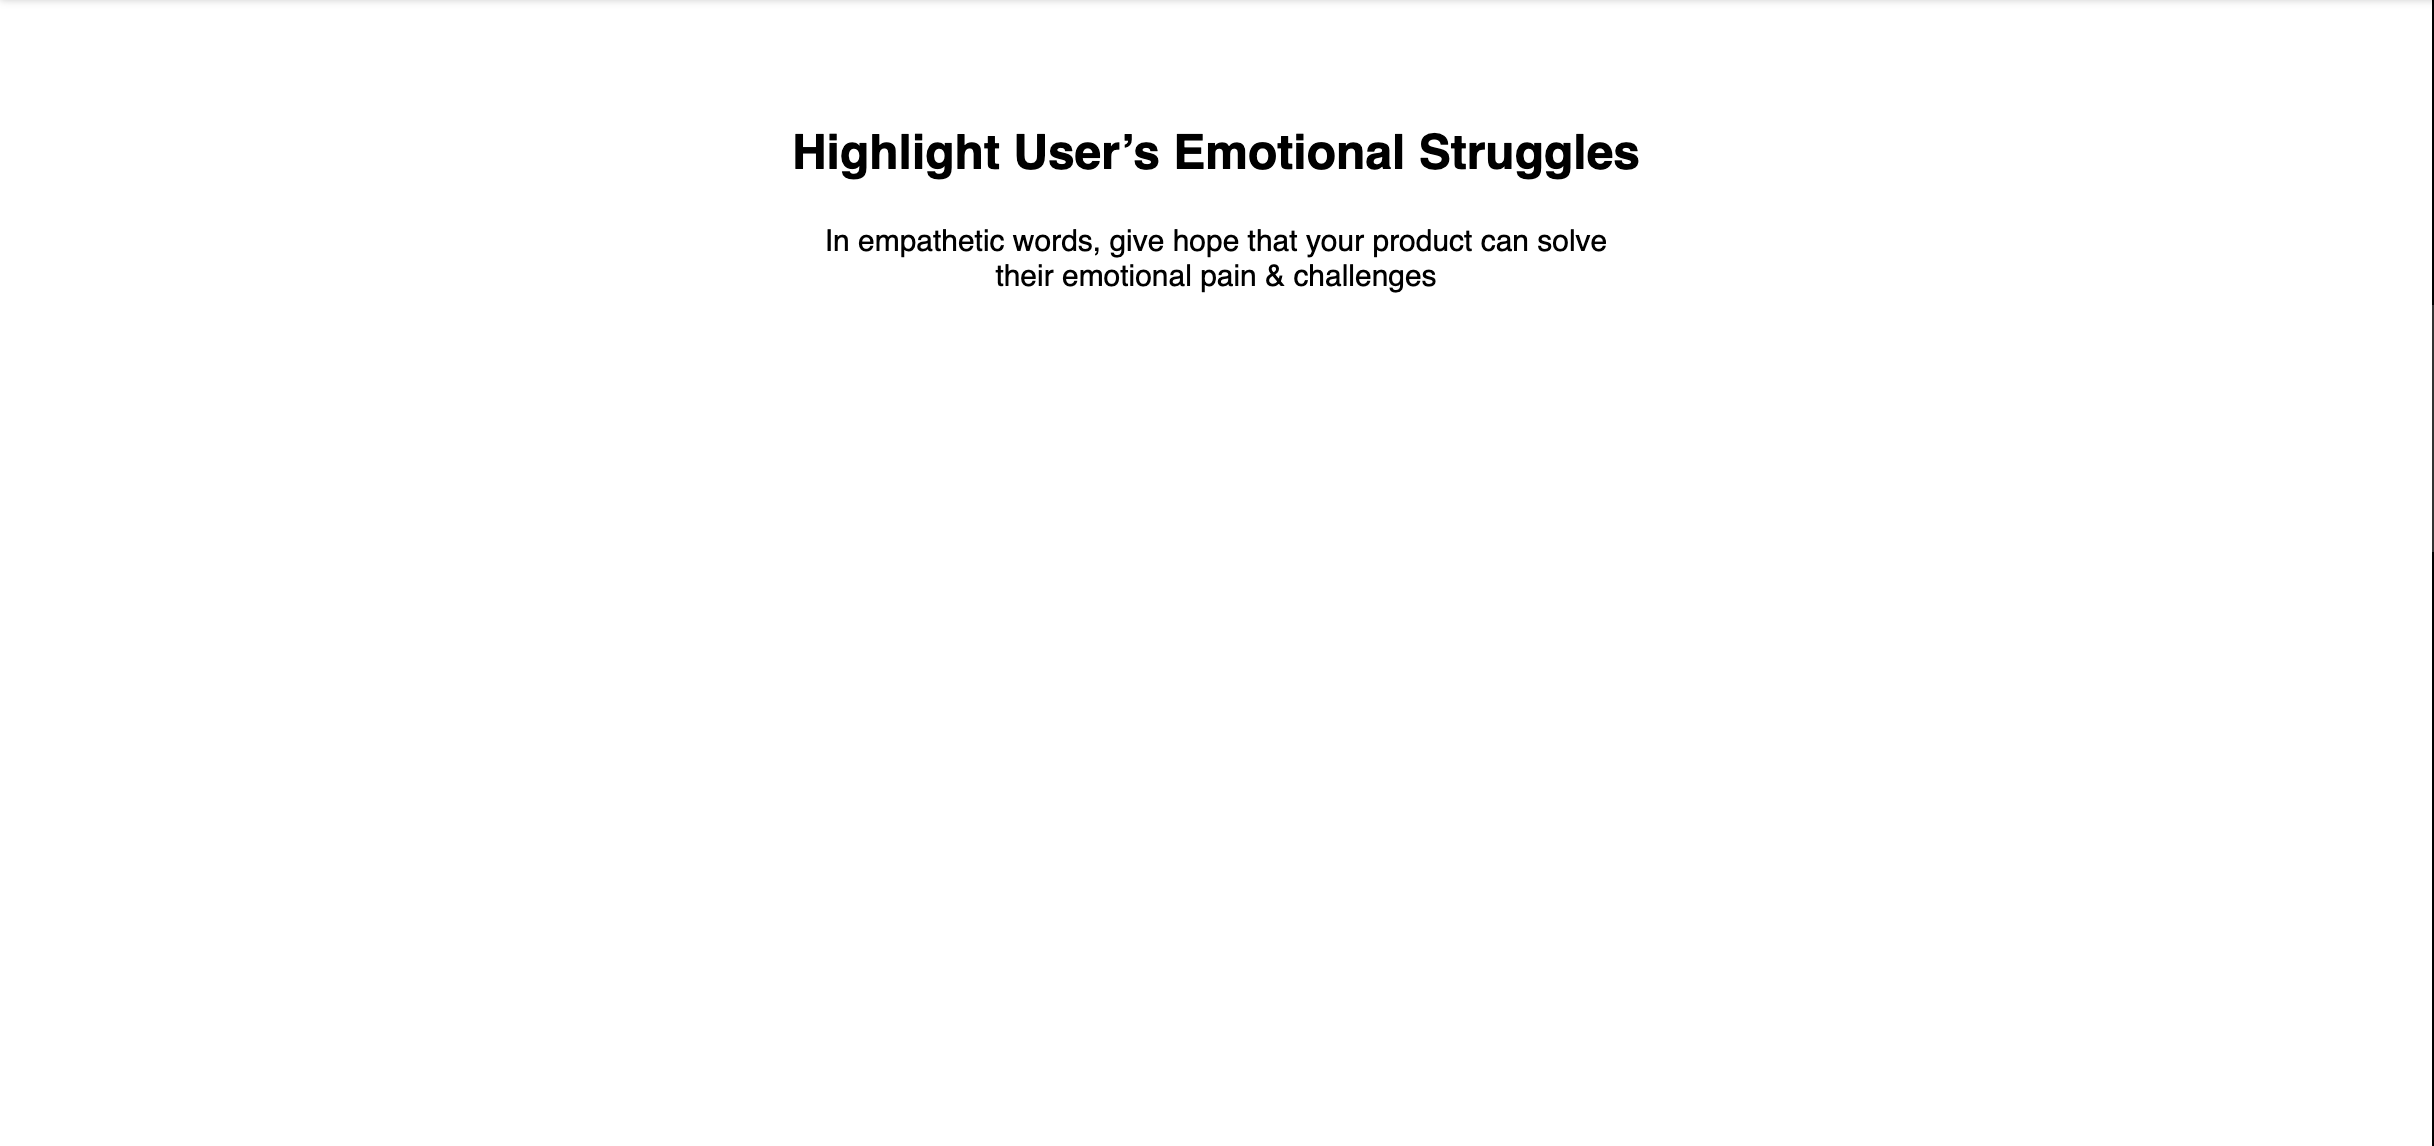 Highlight User’s Emotional Struggles
In empathetic words, give hope that your product can solve
their emotional pain & challenges